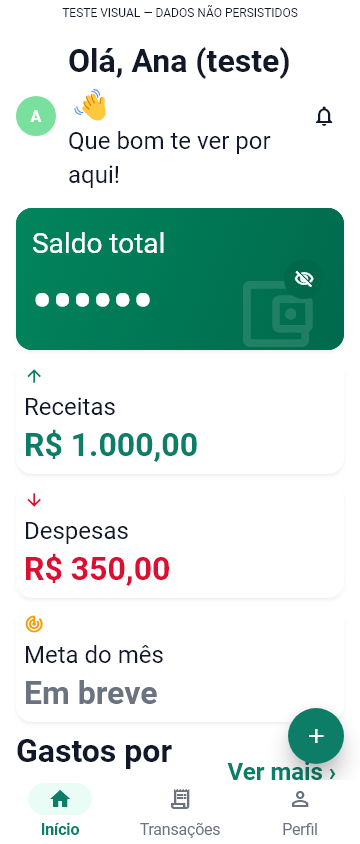 TESTE VISUAL — DADOS NÃO PERSISTIDOS
Olá, Ana (teste)
👋
A
Que bom te ver por
aqui!
Saldo total
••••••
Receitas
R$ 1.000,00
Despesas
R$ 350,00
Meta do mês
Em breve
+
Gastos por
Ver mais ›
Início
Transações
Perfil